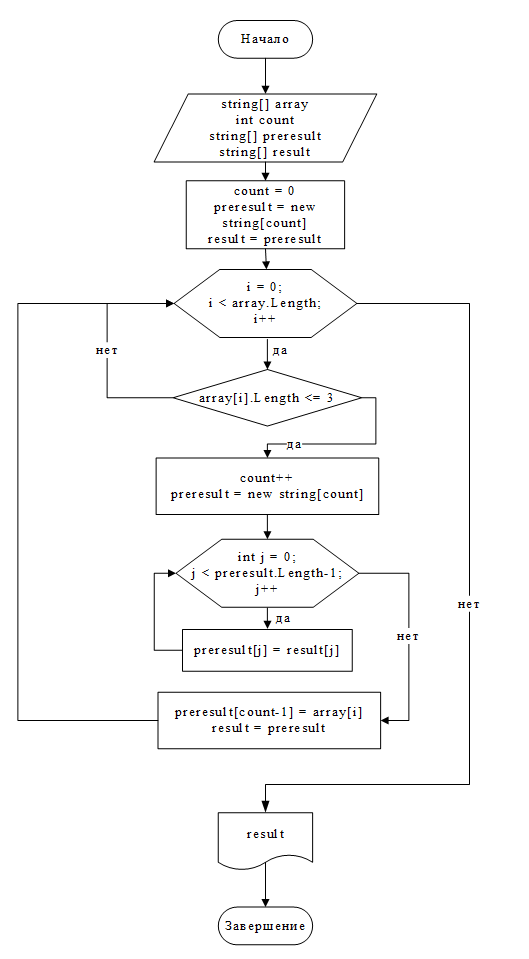 Начало
string[] array
int count
string[] preresult
string[] result
count = 0
preresult = new
string[count]
result = preresult
i = 0;
i < array.Length;
i++
да
нет
array[i].Length <= 3
да
count++
preresult = new string[count]
int j = 0;
j < preresult.Length-1;
j++
нет
да
нет
preresult[j] = result[j]
preresult[count-1] = array[i]
result = preresult
result
Завершение